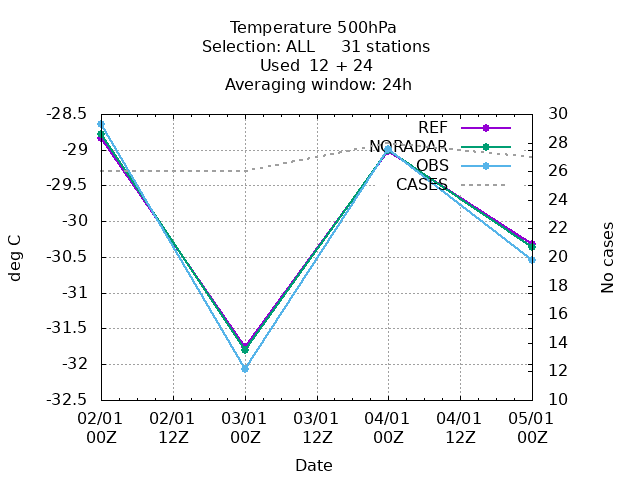 Temperature 500hPa
Selection: ALL 31 stations
Used 12 + 24
Averaging window: 24h
-28.5
-29
-29.5
-30
-30.5
-31
-31.5
-32
-32.5
deg C
30
28
26
24
22
20
18
16
14
12
10
No cases
REF
NORADAR
OBS
CASES
02/01 02/01 03/01 03/01 04/01 04/01 05/01
00Z 12Z 00Z 12Z 00Z 12Z 00Z
Date